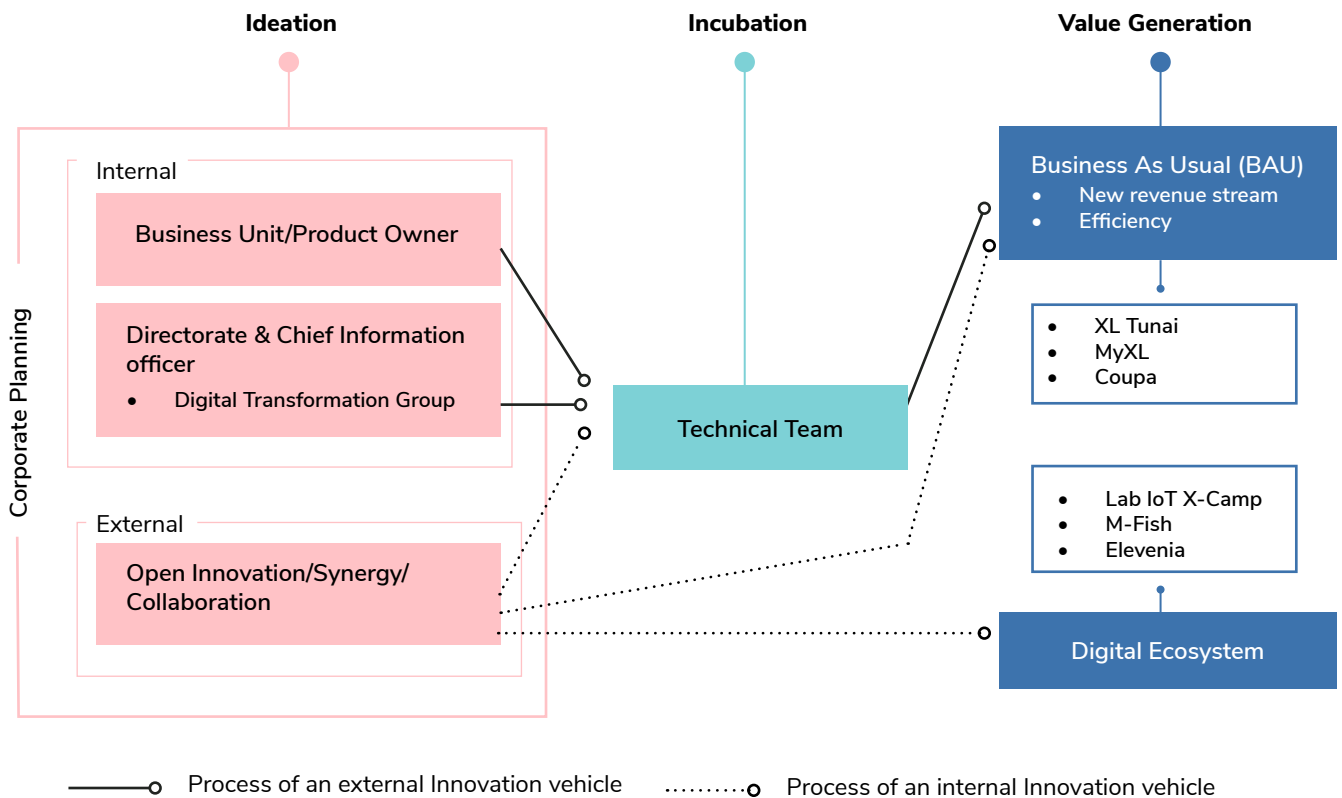 Ideation
Incubation
Value Generation
Corporate Planning
Internal
Business Unit/Product Owner
Directorate & Chief Information
officer
• Digital Transformation Group
External
Open Innovation/Synergy/
Collaboration
Technical Team
Business As Usual (BAU)
• New revenue stream
• Efficiency
• XL Tunai
• MyXL
• Coupa
• Lab IoT X-Camp
• M-Fish
• Elevenia
Digital Ecosystem
Process of an external Innovation vehicle
Process of an internal Innovation vehicle